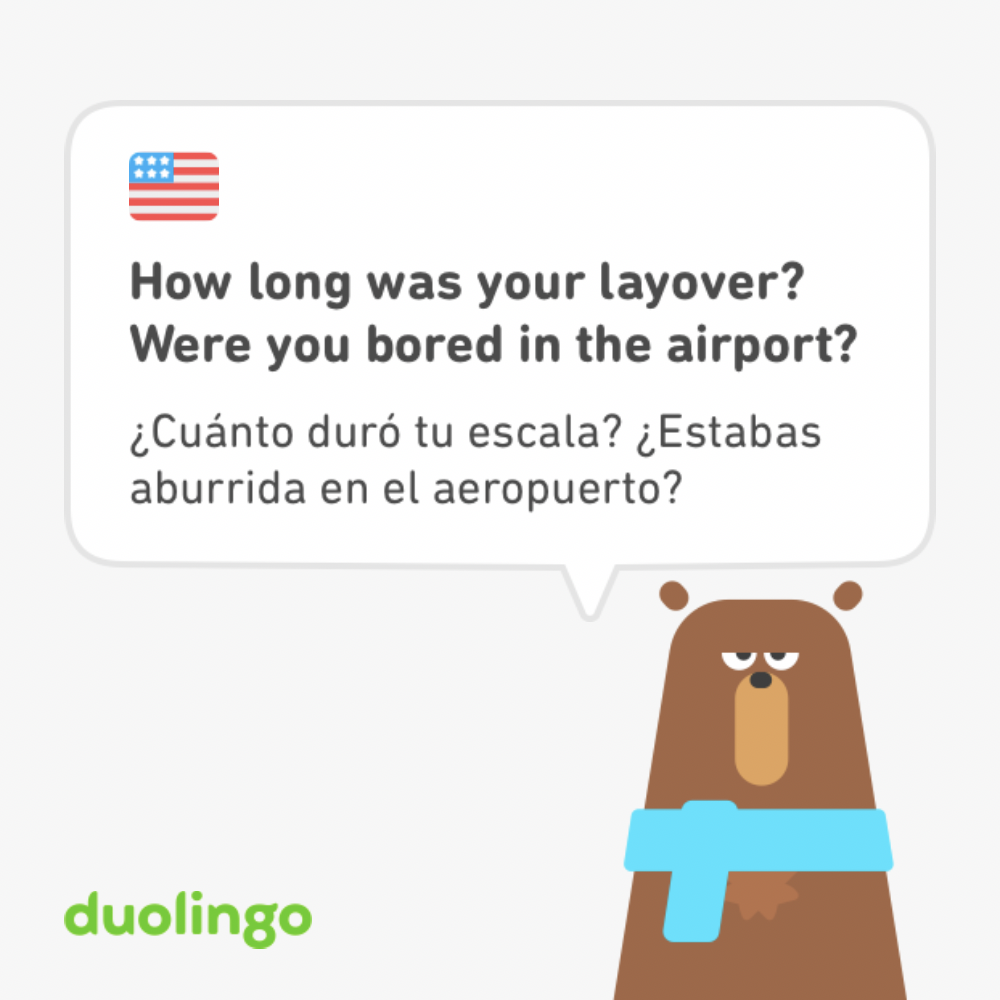 How long was your layover?
Were you bored in the airport?
¿Cuánto duró tu escala? ¿Estabas
aburrida en el aeropuerto?
duolingo